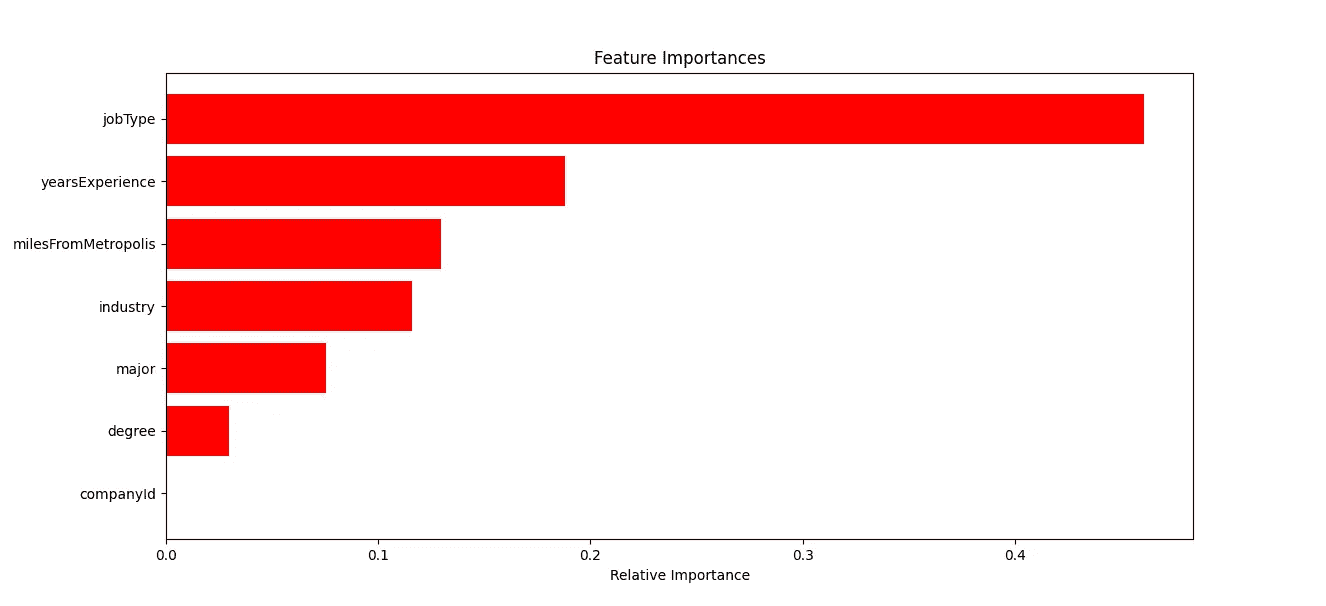 Feature Importances
jobType
yearsExperience
milesFromMetropolis
industry
major
degree
companyId
0.0 0.1 0.2 0.3 0.4
Relative Importance